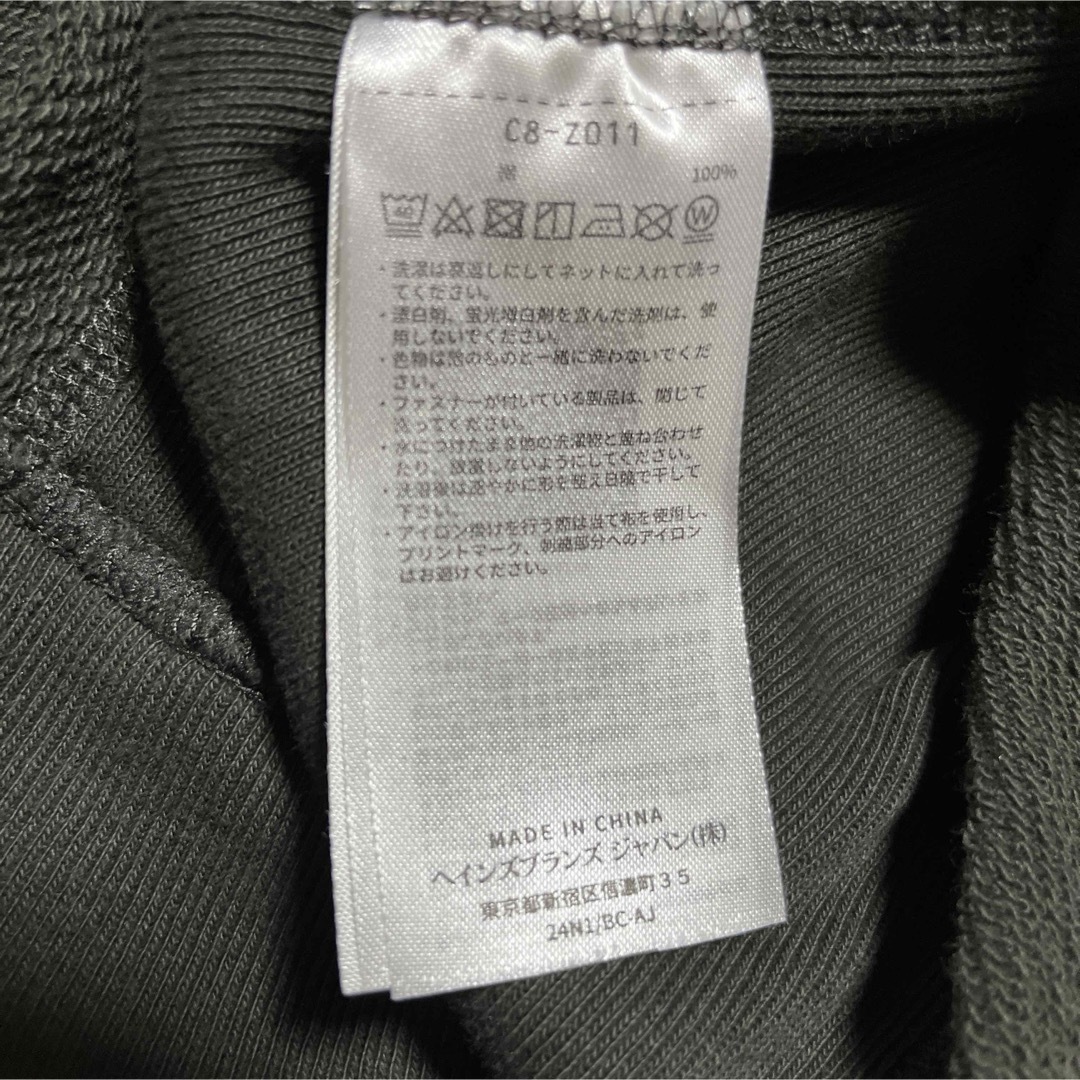 C8-Z011
綿 100%
40
W
・洗濯は裏返しにしてネットに入れて洗っ
てください。
・漂白剤、蛍光増白剤を含んだ洗剤は、使
用しないでください。
・色物は他のものと一緒に洗わないでくだ
さい。
・ファスナーが付いている製品は、閉じて
洗ってください。
・水につけたまま他の洗濯物と重ね合わせ
たり、放置しないようにしてください。
・洗濯後は速やかに形を整え日陰で干して
下さい。
・アイロン掛けを行う際は当て布を使用し、
プリントマーク、刺繍部分へのアイロン
はお避けください。
MADE IN CHINA
ヘインズブランズ ジャパン(株)
東京都新宿区信濃町35
24N1/BC-AJ